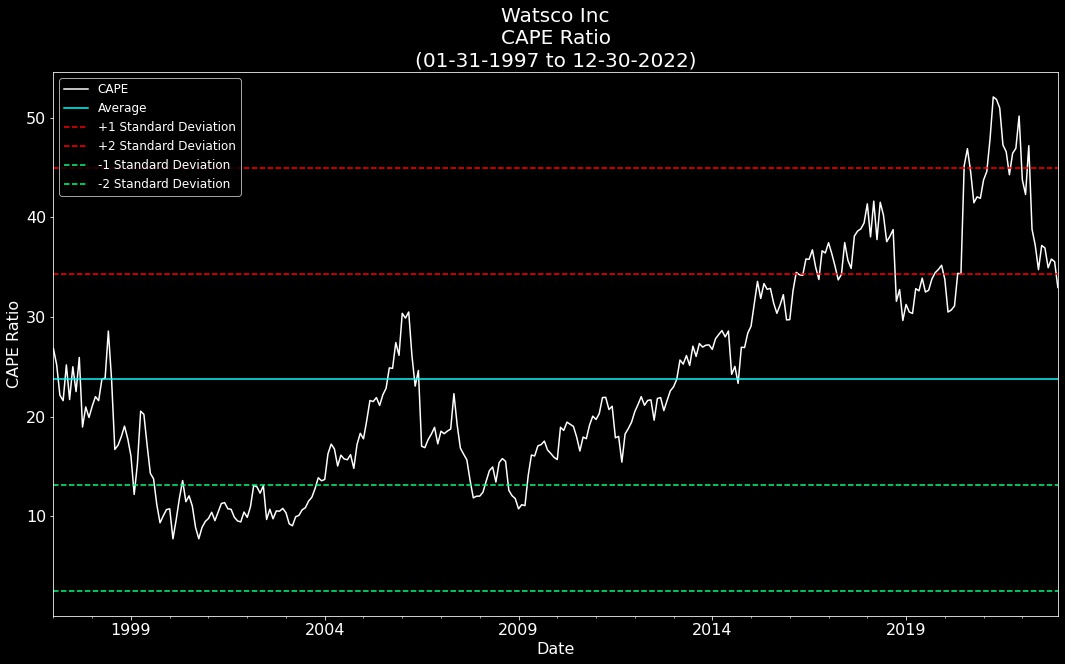 Watsco Inc
CAPE Ratio
(01-31-1997 to 12-30-2022)
CAPE
Average
+1 Standard Deviation
+2 Standard Deviation
-1 Standard Deviation
-2 Standard Deviation
50
40
30
20
10
CAPE Ratio
1999 2004 2009 2014 2019
Date